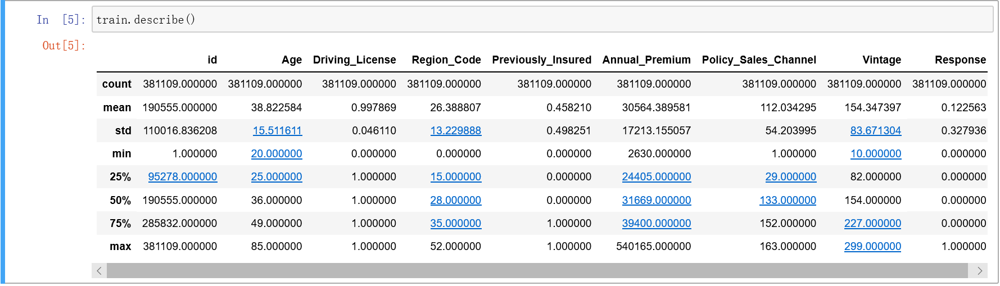 In [5]: train.describe()
Out[5]:
id Age Driving_License Region_Code Previously_Insured Annual_Premium Policy_Sales_Channel Vintage Response
count 381109.000000 381109.000000 381109.000000 381109.000000 381109.000000 381109.000000 381109.000000 381109.000000 381109.000000
mean 190555.000000 38.822584 0.997869 26.388807 0.458210 30564.389581 112.034295 154.347397 0.122563
std 110016.836208 15.511611 0.046110 13.229888 0.498251 17213.155057 54.203995 83.671304 0.327936
min 1.000000 20.000000 0.000000 0.000000 0.000000 2630.000000 1.000000 10.000000 0.000000
25% 95278.000000 25.000000 1.000000 15.000000 0.000000 24405.000000 29.000000 82.000000 0.000000
50% 190555.000000 36.000000 1.000000 28.000000 0.000000 31669.000000 133.000000 154.000000 0.000000
75% 285832.000000 49.000000 1.000000 35.000000 1.000000 39400.000000 152.000000 227.000000 0.000000
max 381109.000000 85.000000 1.000000 52.000000 1.000000 540165.000000 163.000000 299.000000 1.000000